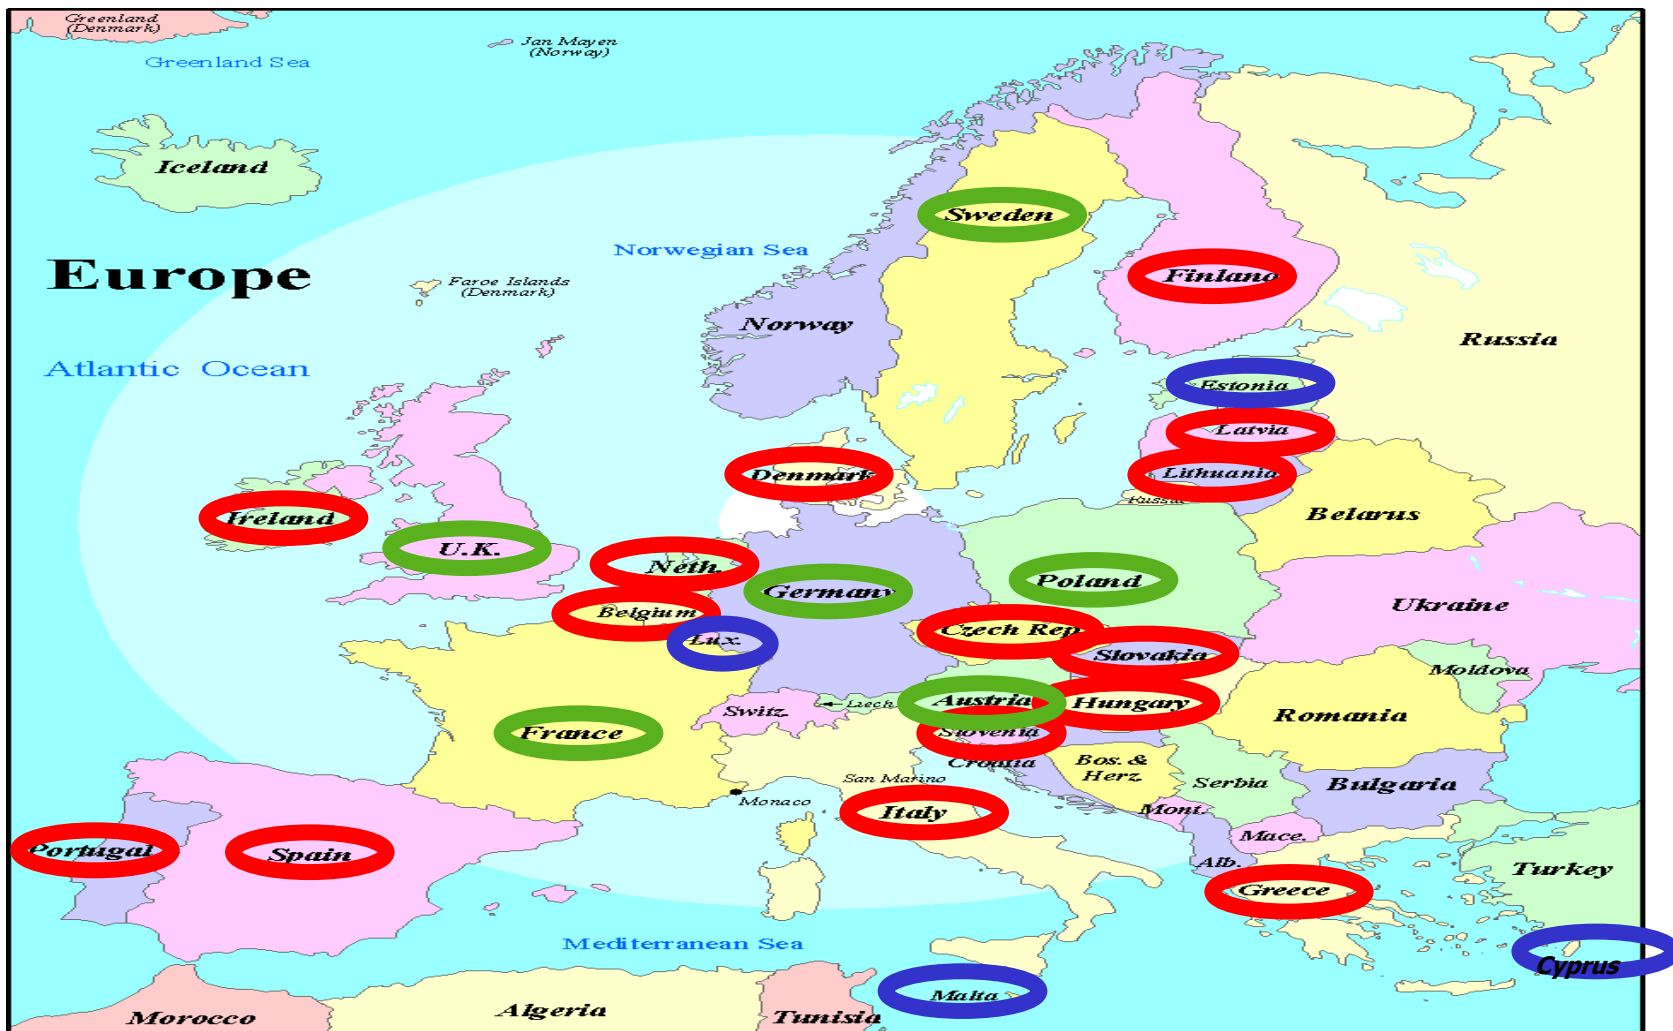 Greenland
(Denmark)
Jan Mayen
(Norway)
Greenland Sea
Iceland
Sweden
Norwegian Sea
Europe
Finland
Faroe Islands
(Denmark)
Norway
Russia
Atlantic Ocean
Estonia
Latvia
Denmark
Lithuania
Russia
Ireland
Belarus
U.K.
Neth.
Poland
Germany
Ukraine
Belgium
Czech Rep
Lux.
Slovakia
Moldova
Austria
Liech
Hungary
Switz.
Romania
France
Slovenia
Croatia
Bos. &
Herz.
San Marino
Serbia
Bulgaria
Monaco
Italy
Mont.
Mace.
Portugal
Spain
Alb.
Turkey
Greece
Mediterranean Sea
Cyprus
Malta
Algeria
Morocco
Tunisia